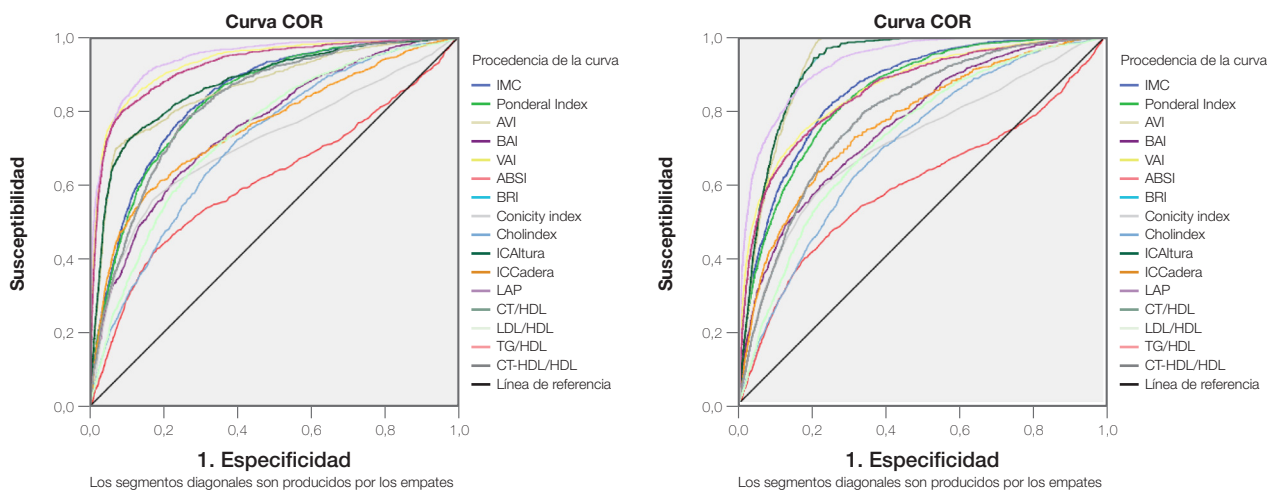 Curva COR
1,0
0,8
0,6
0,4
0,2
0,0
Susceptibilidad
0,0 0,2 0,4 0,6 0,8 1,0
1. Especificidad
Los segmentos diagonales son producidos por los empates
Procedencia de la curva
IMC
Ponderal Index
AVI
BAI
VAI
ABSI
BRI
Conicity index
Cholindex
ICAltura
ICCadera
LAP
CT/HDL
LDL/HDL
TG/HDL
CT-HDL/HDL
Línea de referencia
Curva COR
1,0
0,8
0,6
0,4
0,2
0,0
Susceptibilidad
0,0 0,2 0,4 0,6 0,8 1,0
1. Especificidad
Los segmentos diagonales son producidos por los empates
Procedencia de la curva
IMC
Ponderal Index
AVI
BAI
VAI
ABSI
BRI
Conicity index
Cholindex
ICAltura
ICCadera
LAP
CT/HDL
LDL/HDL
TG/HDL
CT-HDL/HDL
Línea de referencia